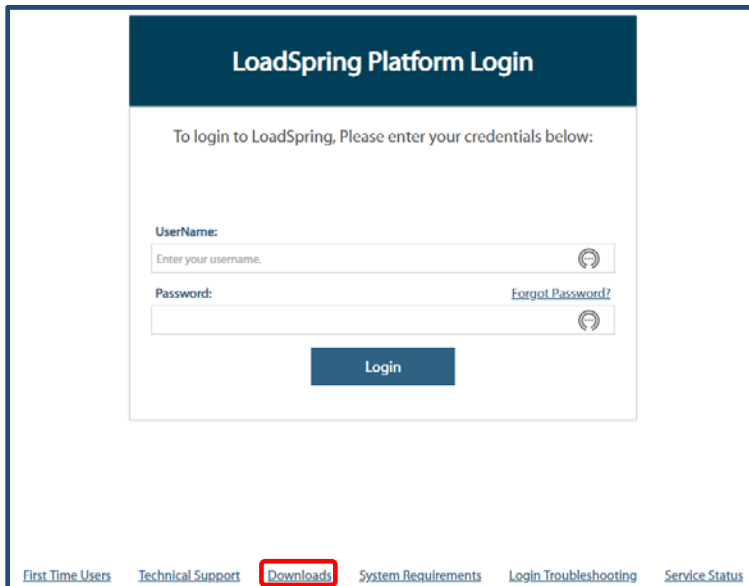 LoadSpring Platform Login
To login to LoadSpring, Please enter your credentials below:
UserName:
Enter your username.
Password: Forgot Password?
Login
First Time Users Technical Support Downloads System Requirements Login Troubleshooting Service Status